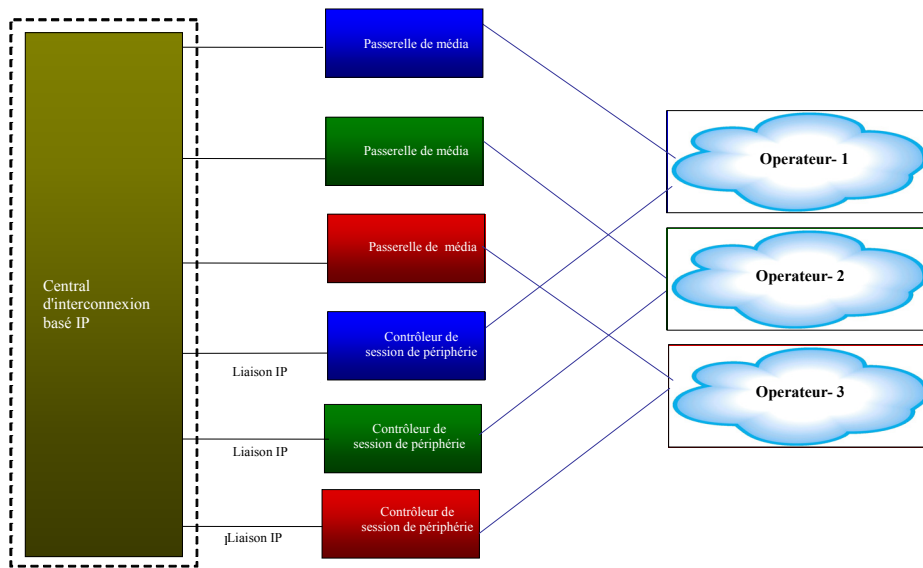 Passerelle de média
Passerelle de média
Passerelle de média
Central
d'interconnexion
basé IP
Contrôleur de
session de périphérie
Liaison IP
Contrôleur de
session de périphérie
Liaison IP
Contrôleur de
session de périphérie
Liaison IP
Operateur- 1
Operateur- 2
Operateur- 3